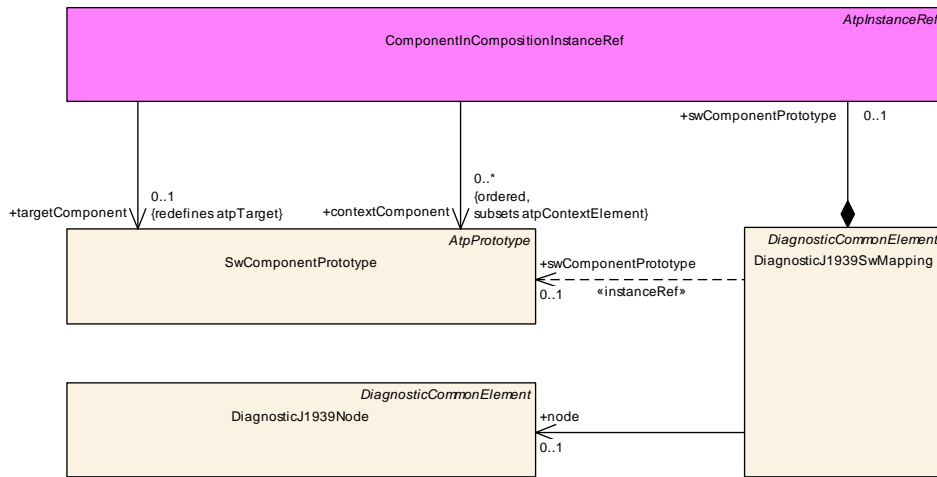 AtpInstanceRef
ComponentInCompositionInstanceRef
+swComponentPrototype 0..1
0..1
+targetComponent {redefines atpTarget}
0..*
{ordered,
+contextComponent subsets atpContextElement}
AtpPrototype
SwComponentPrototype
DiagnosticCommonElement
DiagnosticJ1939SwMapping
+swComponentPrototype
0..1 «instanceRef»
DiagnosticCommonElement
DiagnosticJ1939Node
+node
0..1